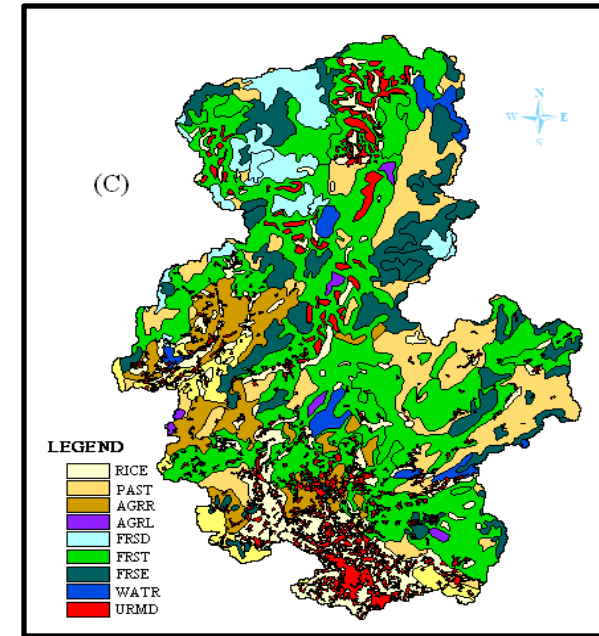 N
W E
S
(C)
LEGEND
RICE
PAST
AGRR
AGRL
FRSD
FRST
FRSE
WATR
URMD